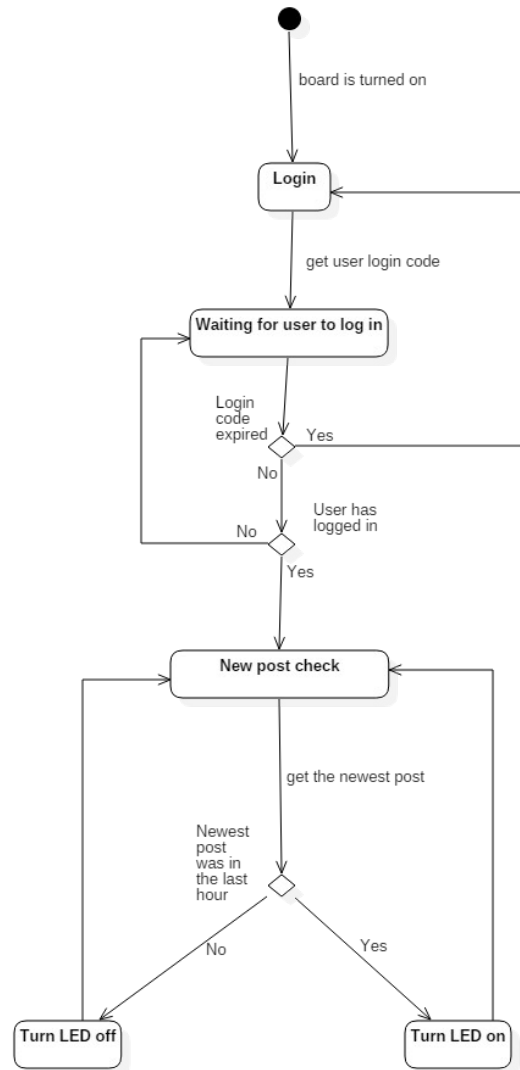 board is turned on
Login
get user login code
Waiting for user to log in
Login
code
expired
Yes
No
User has
logged in
No
Yes
New post check
get the newest post
Newest
post
was in
the last
hour
No
Yes
Turn LED off
Turn LED on